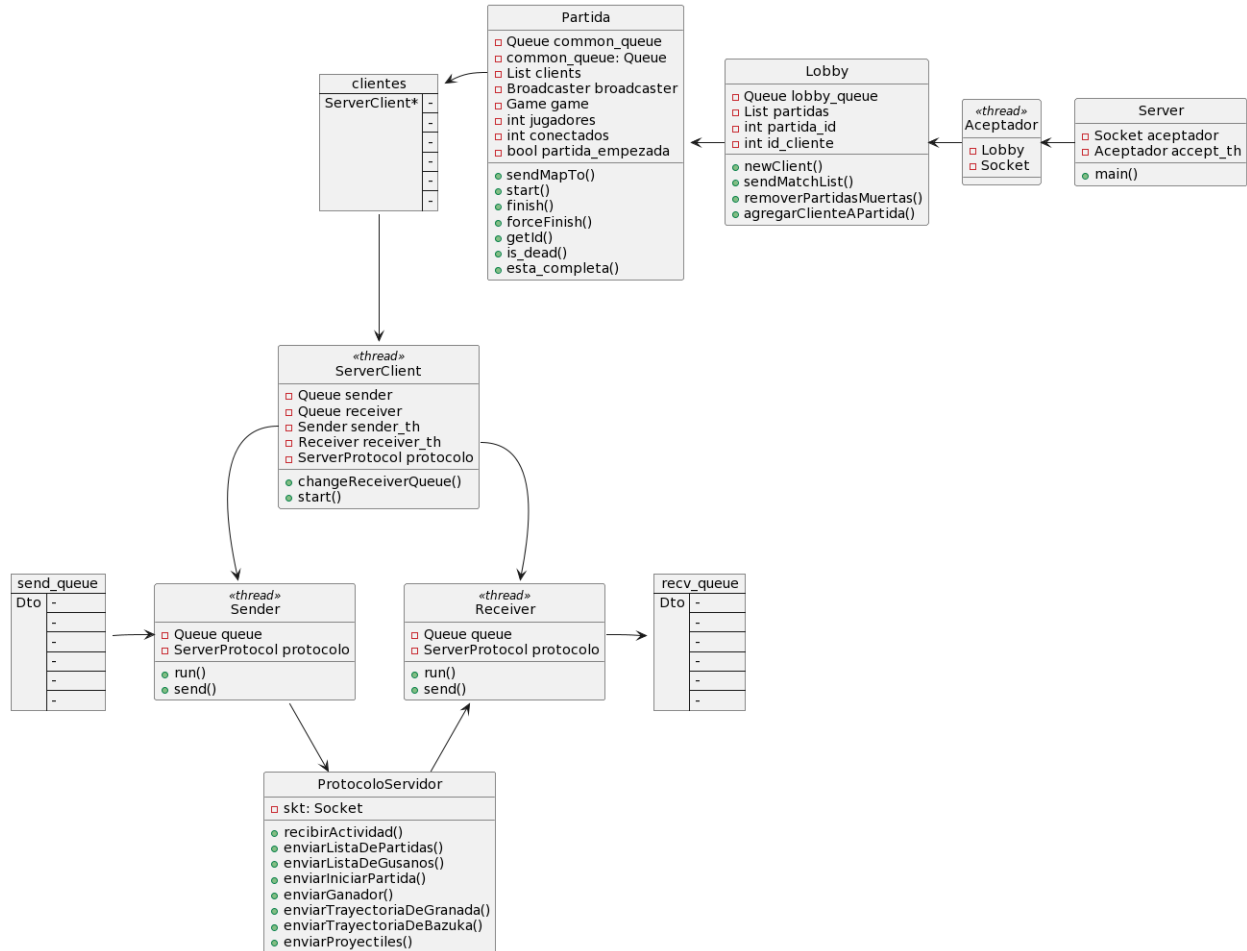 Partida
Queue common_queue
common_queue: Queue
List clients
Broadcaster broadcaster
Game game
int jugadores
int conectados
bool partida_empezada
sendMapTo()
start()
finish()
forceFinish()
getId()
is_dead()
esta_completa()
clientes
ServerClient* -
-
-
-
-
-
Lobby
Queue lobby_queue
List partidas
int partida_id
int id_cliente
newClient()
sendMatchList()
removerPartidasMuertas()
agregarClienteAPartida()
«thread»
Aceptador
Lobby
Socket
Server
Socket aceptador
Aceptador accept_th
main()
«thread»
ServerClient
Queue sender
Queue receiver
Sender sender_th
Receiver receiver_th
ServerProtocol protocolo
changeReceiverQueue()
start()
send_queue
Dto -
-
-
-
-
-
«thread»
Sender
Queue queue
ServerProtocol protocolo
run()
send()
«thread»
Receiver
Queue queue
ServerProtocol protocolo
run()
send()
recv_queue
Dto -
-
-
-
-
-
ProtocoloServidor
skt: Socket
recibirActividad()
enviarListaDePartidas()
enviarListaDeGusanos()
enviarIniciarPartida()
enviarGanador()
enviarTrayectoriaDeGranada()
enviarTrayectoriaDeBazuka()
enviarProyectiles()